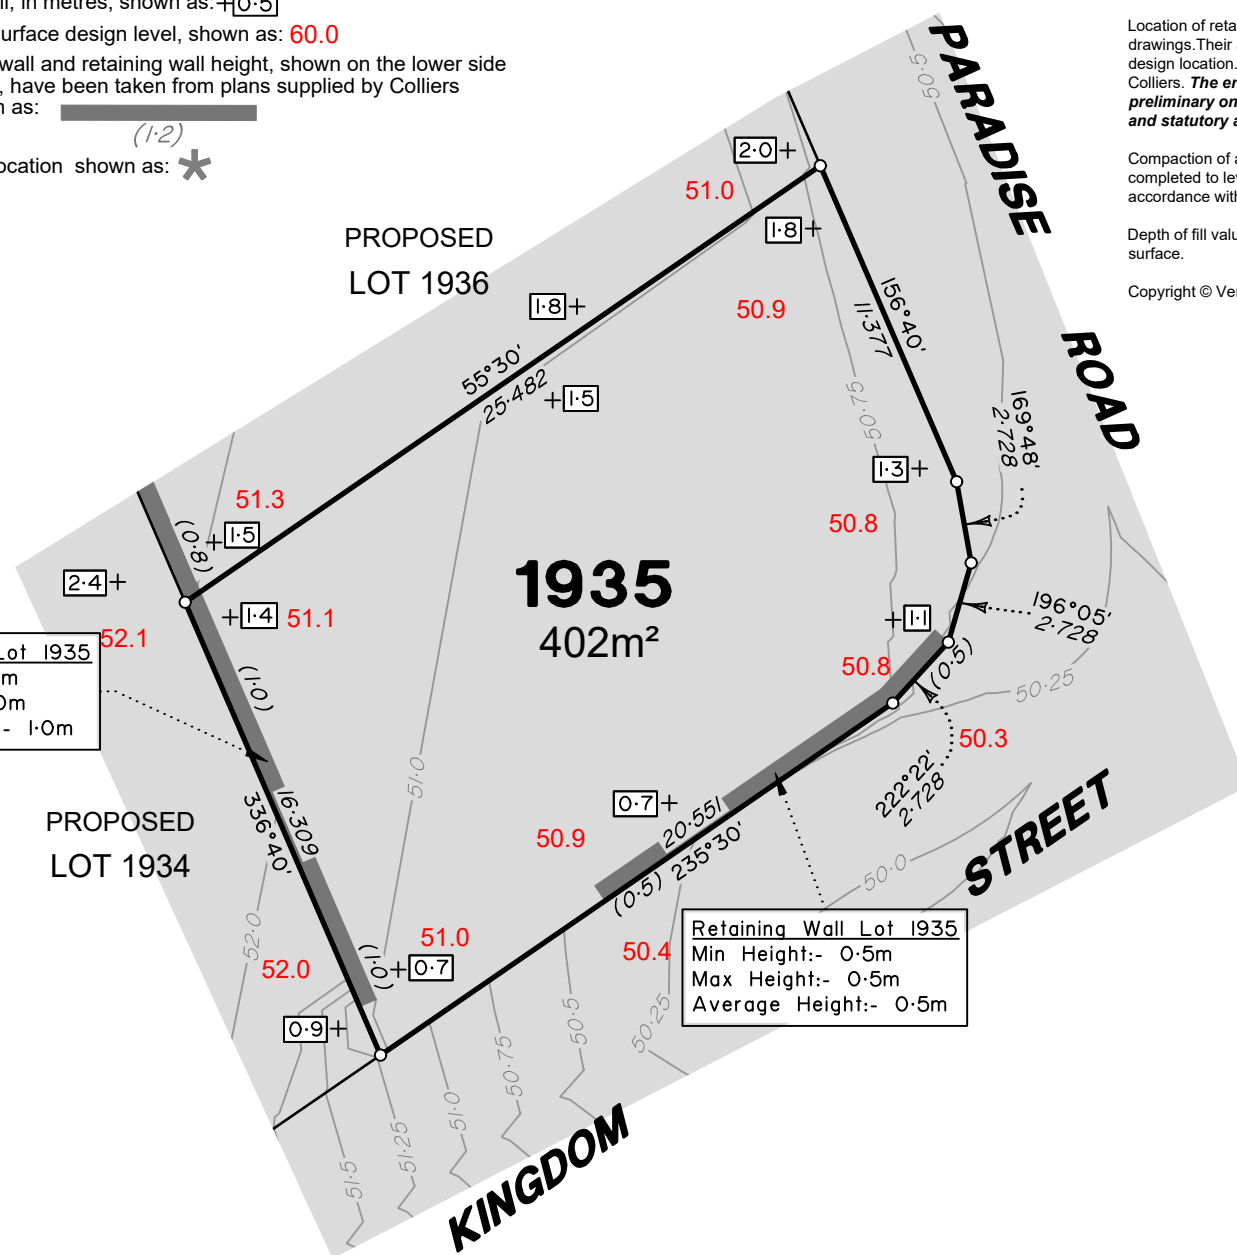 ll, in metres, shown as: + 0·5
urface design level, shown as: 60.0
wall and retaining wall height, shown on the lower side
, have been taken from plans supplied by Colliers
n as:
(1·2)
ocation shown as:
Location of reta
drawings.Their
design location.
Colliers. The en
preliminary on
and statutory a
Compaction of a
completed to lev
accordance with
Depth of fill valu
surface.
Copyright © Ver
PARADISE
ROAD
50·5
2·0
51.0
1·8
PROPOSED
LOT 1936
1·8
50.9
156°40'
11·377
55°30'
25·482
1·5
50·75
169°48'
2·728
1·3
51.3
50.8
(0·8)
1·5
1935
402m²
2·4
52.1
1·4
51.1
1·1
196°05'
2·728
50.8
(0·5)
50·25
Lot 1935
m
0m
- 1·0m
(1·0)
50.3
222°22'
2·728
51·0
PROPOSED
LOT 1934
16·309
336°40'
0·7
20·551
235°30'
50.9
(0·5)
STREET
50·0
52·0
52.0
51.0
(1·0)
0·7
50.4
Retaining Wall Lot 1935
Min Height:- 0·5m
Max Height:- 0·5m
Average Height:- 0·5m
0·9
50·25
50·5
50·75
51·0
51·25
51·5
KINGDOM